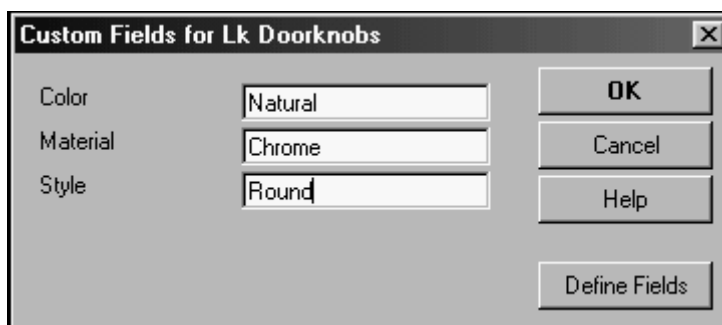 Custom Fields for Lk Doorknobs
Color Natural
Material Chrome
Style Round
OK
Cancel
Help
Define Fields